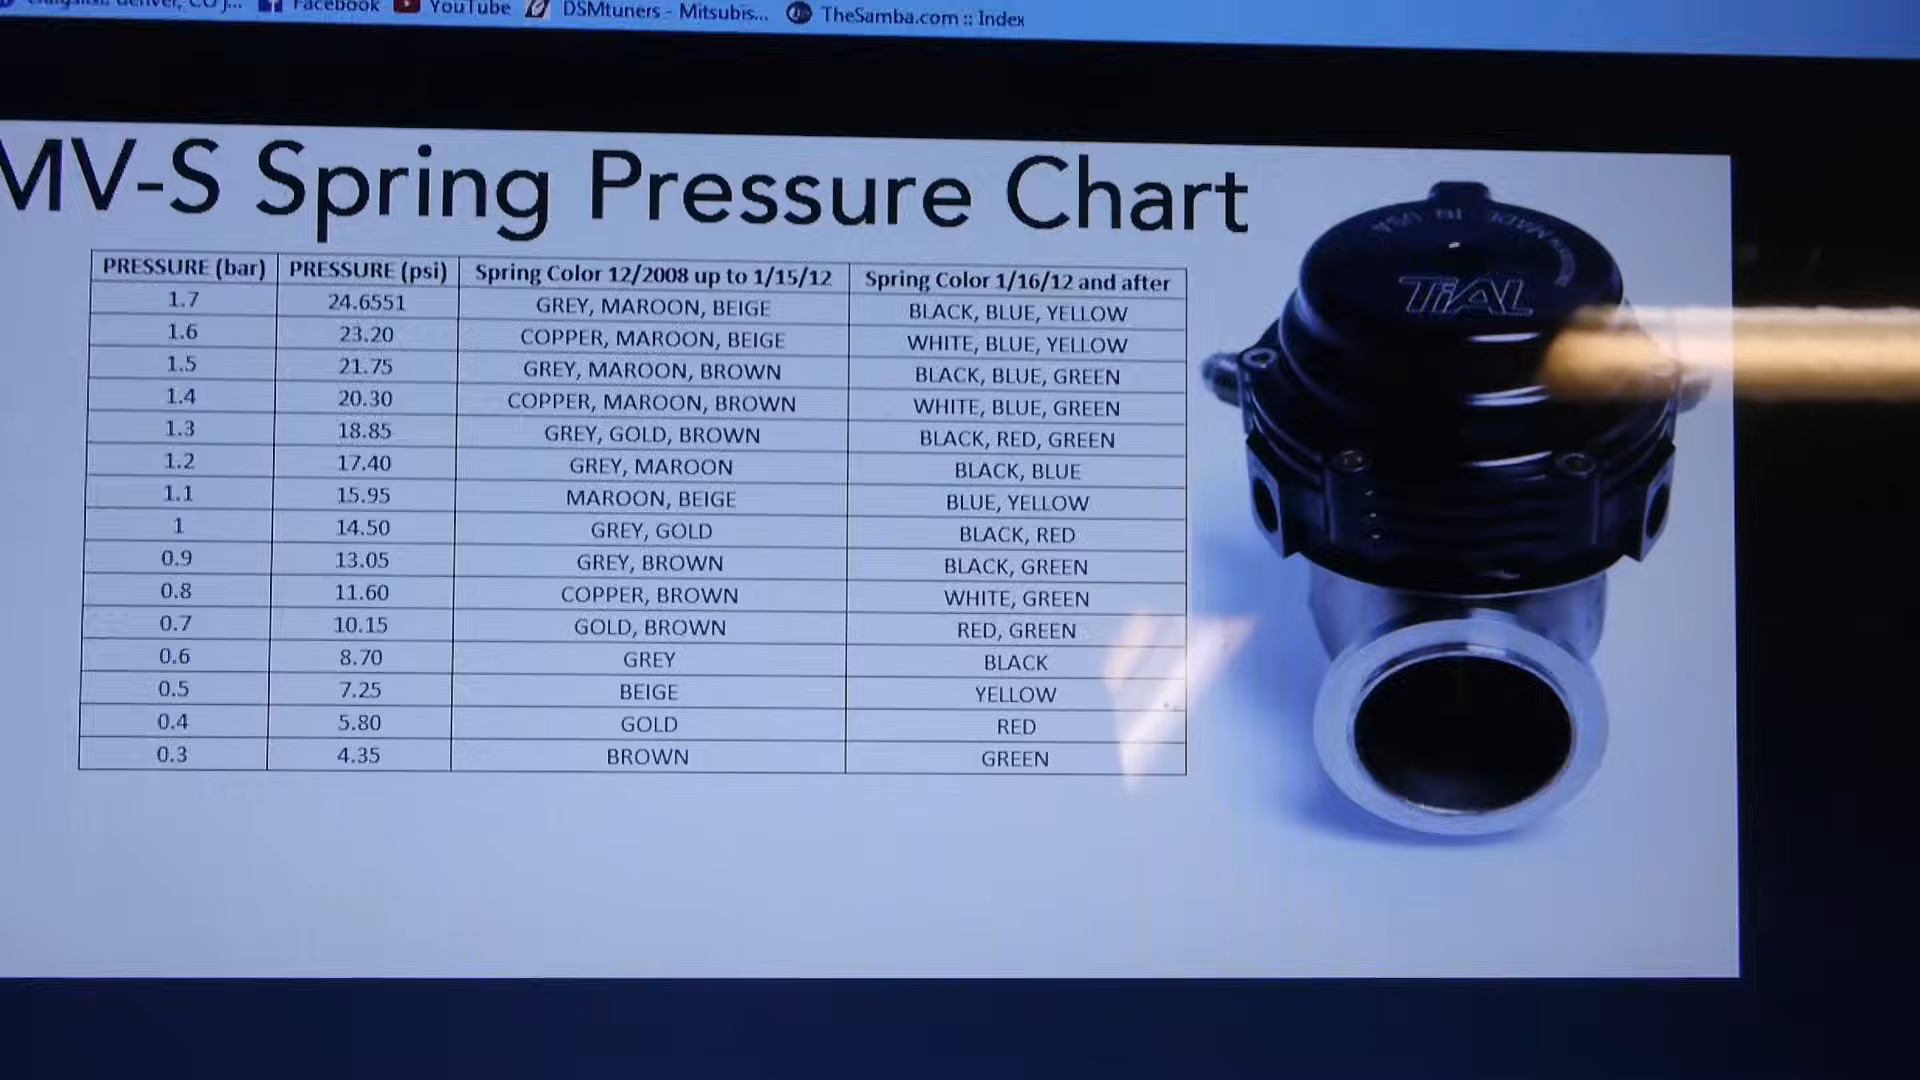 Facebook YouTube DSMtuners - Mitsubis... TheSamba.com :: Index
MV-S Spring Pressure Chart
PRESSURE (bar) PRESSURE (psi) Spring Color 12/2008 up to 1/15/12 Spring Color 1/16/12 and after
1.7 24.6551 GREY, MAROON, BEIGE BLACK, BLUE, YELLOW
1.6 23.20 COPPER, MAROON, BEIGE WHITE, BLUE, YELLOW
1.5 21.75 GREY, MAROON, BROWN BLACK, BLUE, GREEN
1.4 20.30 COPPER, MAROON, BROWN WHITE, BLUE, GREEN
1.3 18.85 GREY, GOLD, BROWN BLACK, RED, GREEN
1.2 17.40 GREY, MAROON BLACK, BLUE
1.1 15.95 MAROON, BEIGE BLUE, YELLOW
1 14.50 GREY, GOLD BLACK, RED
0.9 13.05 GREY, BROWN BLACK, GREEN
0.8 11.60 COPPER, BROWN WHITE, GREEN
0.7 10.15 GOLD, BROWN RED, GREEN
0.6 8.70 GREY BLACK
0.5 7.25 BEIGE YELLOW
0.4 5.80 GOLD RED
0.3 4.35 BROWN GREEN
TiAL